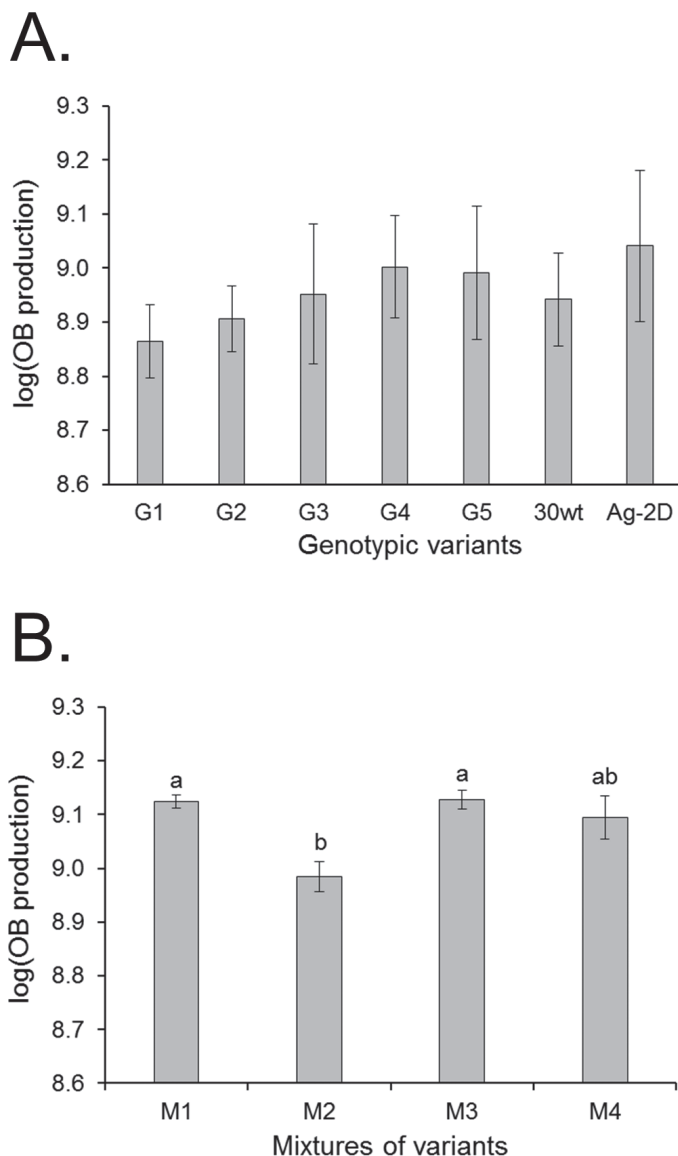 A.
log(OB production)
9.3
9.2
9.1
9.0
8.9
8.8
8.7
8.6
G1 G2 G3 G4 G5 30wt Ag-2D
Genotypic variants
B.
log(OB production)
9.3
9.2
9.1
9.0
8.9
8.8
8.7
8.6
a
b
a
ab
M1 M2 M3 M4
Mixtures of variants